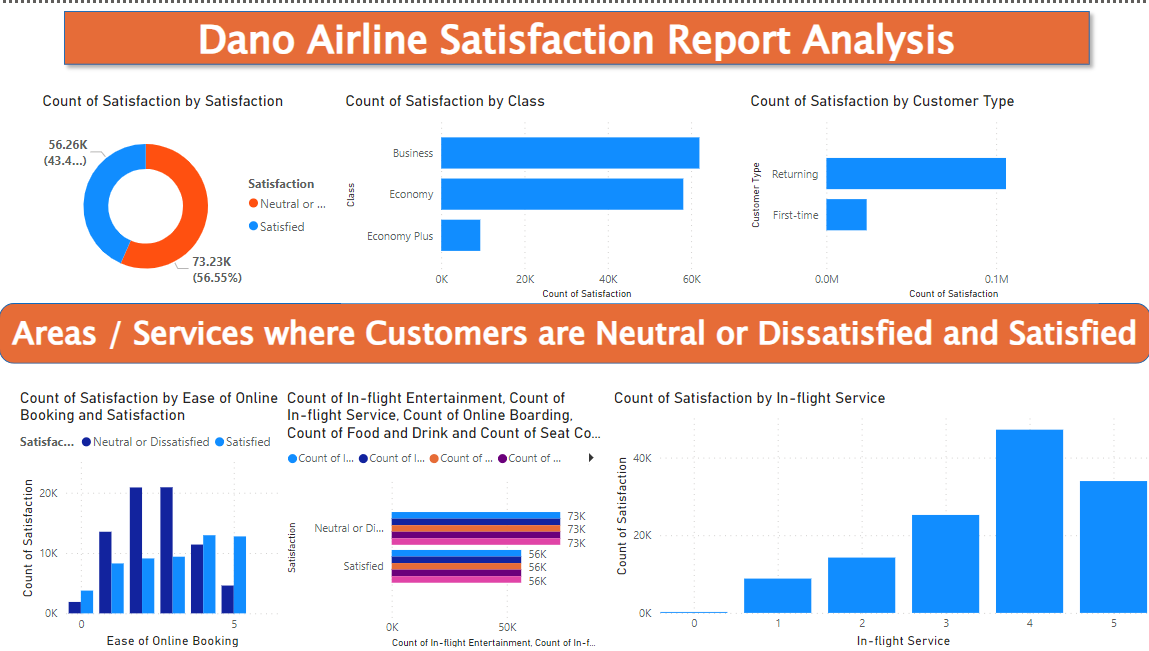 Dano Airline Satisfaction Report Analysis
Count of Satisfaction by Satisfaction
56.26K
(43.4...)
Satisfaction
Neutral or ...
Satisfied
73.23K
(56.55%)
Count of Satisfaction by Class
Class
Business
Economy
Economy Plus
0K 20K 40K 60K
Count of Satisfaction
Count of Satisfaction by Customer Type
Customer Type
Returning
First-time
0.0M 0.1M
Count of Satisfaction
Areas / Services where Customers are Neutral or Dissatisfied and Satisfied
Count of Satisfaction by Ease of Online
Booking and Satisfaction
Satisfac... Neutral or Dissatisfied Satisfied
Count of Satisfaction
20K
10K
0K
0 5
Ease of Online Booking
Count of In-flight Entertainment, Count of
In-flight Service, Count of Online Boarding,
Count of Food and Drink and Count of Seat Co...
Count of I... Count of I... Count of ... Count of ...
Satisfaction
Neutral or Di...
73K
73K
73K
Satisfied
56K
56K
56K
0K 50K
Count of In-flight Entertainment, Count of In-f...
Count of Satisfaction by In-flight Service
Count of Satisfaction
40K
20K
0K
0 1 2 3 4 5
In-flight Service